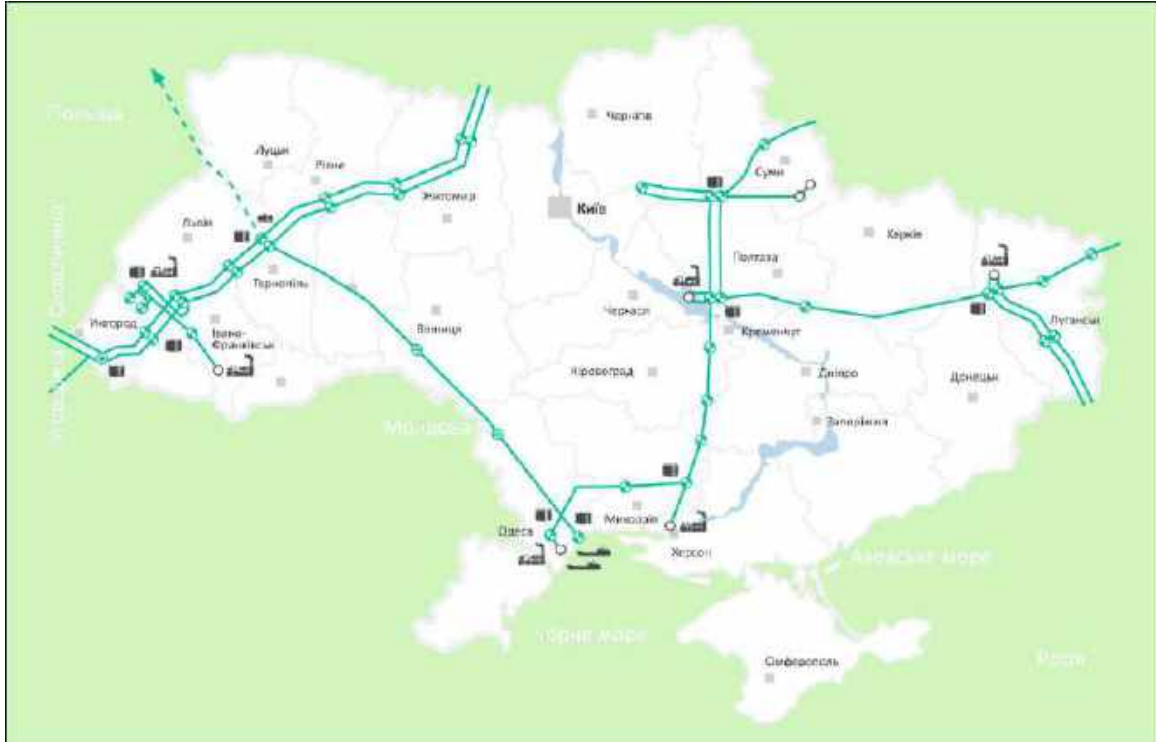 Польща
Чернігів
Луцьк
Рівне
Суми
Житомир
Київ
Львів
Харків
Полтава
Тернопіль
Черкаси
Ужгород
Івано-
Франківськ
Вінниця
Кременчуг
Луганськ
Кіровоград
Дніпро
Донецьк
Молдова
Запоріжжя
Миколаїв
Одеса
Херсон
Азовське море
Чорне море
Росія
Сімферополь